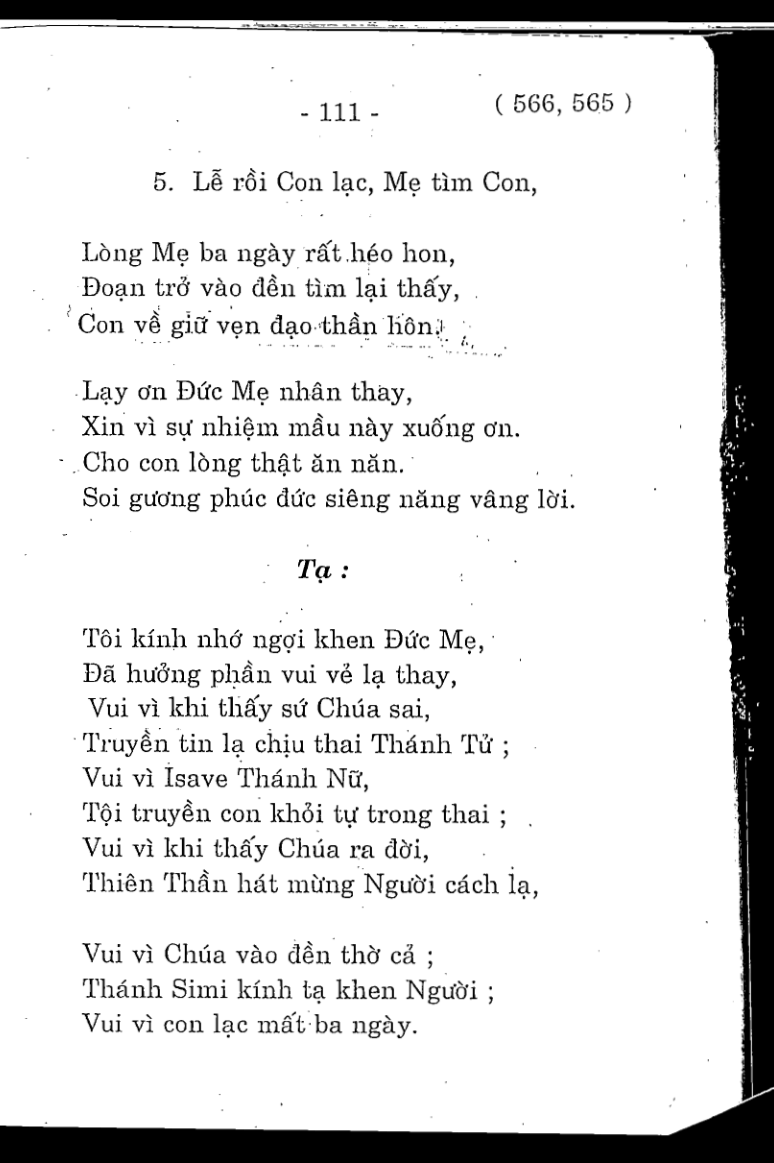 - 111 -
( 566, 565 )
5. Lễ rồi Con lạc, Mẹ tìm Con,
Lòng Mẹ ba ngày rất héo hon,
Đoạn trở vào đền tìm lại thấy,
Con về giữ vẹn đạo thần hôn.
Lạy ơn Đức Mẹ nhân thay,
Xin vì sự nhiệm mầu này xuống ơn.
Cho con lòng thật ăn năn.
Soi gương phúc đức siêng năng vâng lời.
Tạ :
Tôi kính nhớ ngợi khen Đức Mẹ,
Đã hưởng phần vui vẻ lạ thay,
Vui vì khi thấy sứ Chúa sai,
Truyền tin lạ chịu thai Thánh Tử ;
Vui vì Isave Thánh Nữ,
Tội truyền con khỏi tự trong thai ;
Vui vì khi thấy Chúa ra đời,
Thiên Thần hát mừng Người cách lạ,
Vui vì Chúa vào đền thờ cả ;
Thánh Simi kính tạ khen Người ;
Vui vì con lạc mất ba ngày.